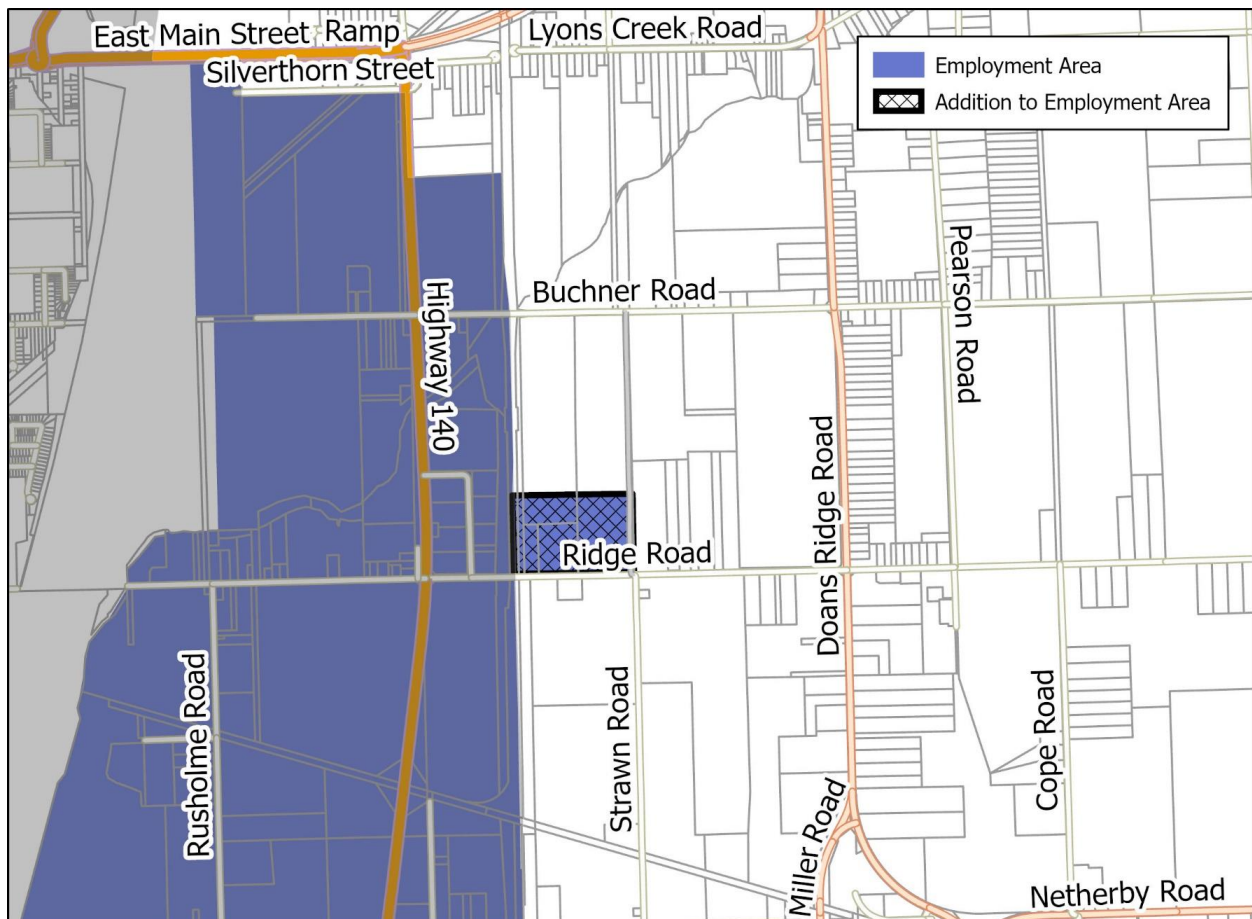 East Main Street Ramp
Lyons Creek Road
Silverthorn Street
Employment Area
Addition to Employment Area
Buchner Road
Highway 140
Pearson Road
Ridge Road
Doans Ridge Road
Rusholme Road
Strawn Road
Cope Road
Miller Road
Netherby Road